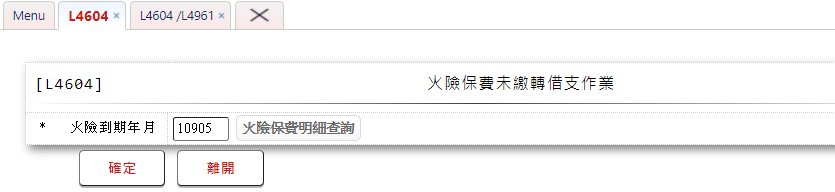 Menu L4604 × L4604 /L4961 ×
[L4604] 火險保費未繳轉借支作業
* 火險到期年月 10905 火險保費明細查詢
確定 離開